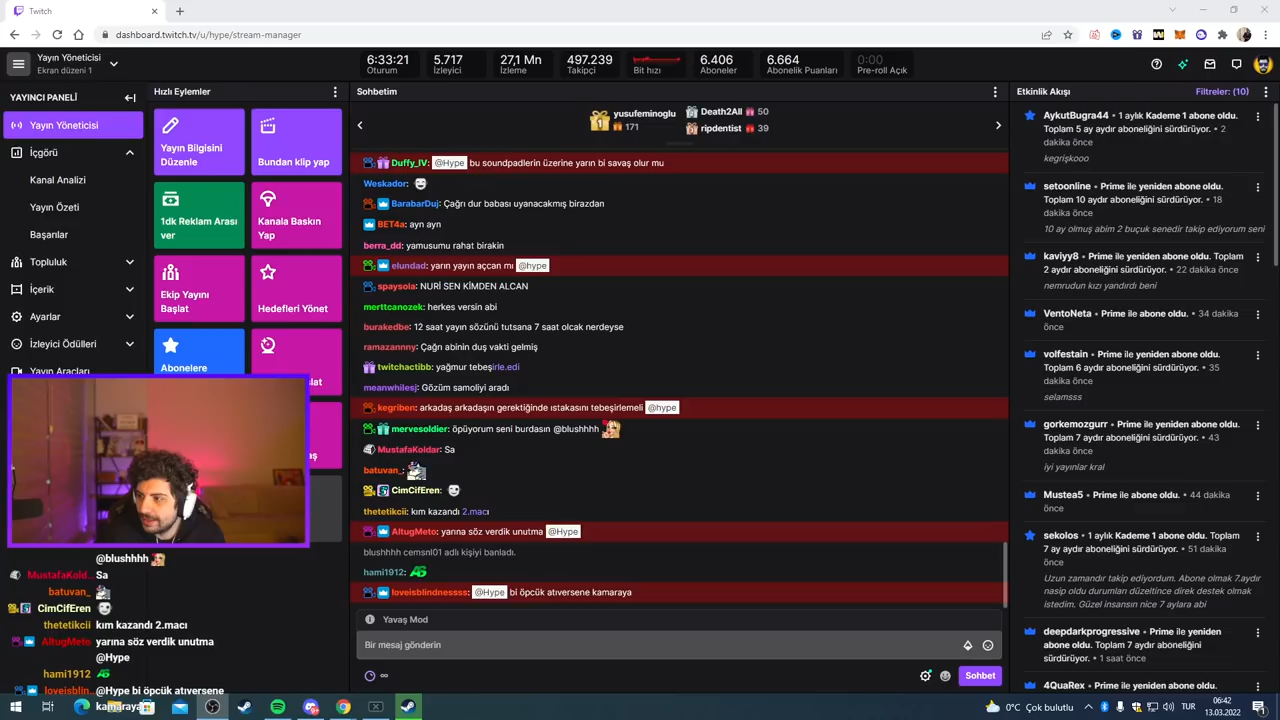 Twitch
dashboard.twitch.tv/u/hype/stream-manager
Yayın Yöneticisi
Ekran düzeni 1
6:33:21
Oturum
5.717
İzleyici
27,1 Mn
İzleme
497.239
Takipçi
Bit hızı
6.406
Aboneler
6.664
Abonelik Puanları
0:00
Pre-roll Açık
YAYINCI PANELİ
Yayın Yöneticisi
İçgörü
Kanal Analizi
Yayın Özeti
Başarılar
Topluluk
İçerik
Ayarlar
İzleyici Ödülleri
Yayın Araçları
Hızlı Eylemler
Yayın Bilgisini
Düzenle
Bundan klip yap
1dk Reklam Arası
ver
Kanala Baskın
Yap
Ekip Yayını
Başlat
Hedefleri Yönet
Abonelere
Sohbetim
yusufeminoglu
171
Death2All 50
ripdentist 39
Duffy_IV: @Hype bu soundpadlerin üzerine yarın bi savaş olur mu
Weskador:
BarabarDuj: Çağrı dur babası uyanacakmış birazdan
BET4a: ayn ayn
berra_dd: yamusumu rahat birakin
elundad: yarın yayın açcan mı @hype
spaysola: NURİ SEN KİMDEN ALCAN
merttcanozek: herkes versin abi
burakedbe: 12 saat yayın sözünü tutsana 7 saat olcak nerdeyse
ramazannny: Çağrı abinin duş vakti gelmiş
twitchactibb: yağmur tebeşirle.edi
meanwhilesj: Gözüm samoliyi aradı
kegriben: arkadaş arkadaşın gerektiğinde ıstakasını tebeşirlemeli @hype
mervesoldier: öpüyorum seni burdasın @blushhhh
MustafaKoldar: Sa
batuvan_:
CimCifEren:
thetetikcii: kım kazandı 2.macı
AltugMeto: yarına söz verdik unutma @Hype
blushhhh cemsnl01 adlı kişiyi banladı.
hami1912:
loveisblindnessss: @Hype bi öpcük atıversene kamaraya
Yavaş Mod
Bir mesaj gönderin
Sohbet
Etkinlik Akışı
Filtreler: (10)
AykutBugra44 • 1 aylık Kademe 1 abone oldu.
Toplam 5 ay aydır aboneliğini sürdürüyor. • 2
dakika önce
kegrişkooo
setoonline • Prime ile yeniden abone oldu.
Toplam 10 aydır aboneliğini sürdürüyor. • 18
dakika önce
10 ay olmuş abim 2 buçuk senedir takip ediyorum seni
kaviyy8 • Prime ile yeniden abone oldu. Toplam
2 aydır aboneliğini sürdürüyor. • 22 dakika önce
nemrudun kızı yandırdı beni
VentoNeta • Prime ile abone oldu. • 34 dakika
önce
volfestain • Prime ile yeniden abone oldu.
Toplam 6 aydır aboneliğini sürdürüyor. • 35
dakika önce
selamsss
gorkemozgurr • Prime ile yeniden abone oldu.
Toplam 7 aydır aboneliğini sürdürüyor. • 43
dakika önce
iyi yayınlar kral
Mustea5 • Prime ile abone oldu. • 44 dakika
önce
sekolos • 1 aylık Kademe 1 abone oldu. Toplam
7 ay aydır aboneliğini sürdürüyor. • 51 dakika
önce
Uzun zamandır takip ediyordum. Abone olmak 7.aydır
nasip oldu durumları düzeltince direk destek olmak
istedim. Güzel insansın nice 7aylara abi
deepdarkprogressive • Prime ile yeniden
abone oldu. Toplam 7 aydır aboneliğini
sürdürüyor. • 1 saat önce
4QuaRex • Prime ile yeniden abone oldu.
@blushhhh
MustafaKold... Sa
batuvan_
CimCifEren
thetetikcii kım kazandı 2.macı
AltugMeto yarına söz verdik unutma
@Hype
hami1912
loveisblin... @Hype bi öpcük atıversene
kamaraya
0°C Çok bulutlu
TUR
06:42
13.03.2022